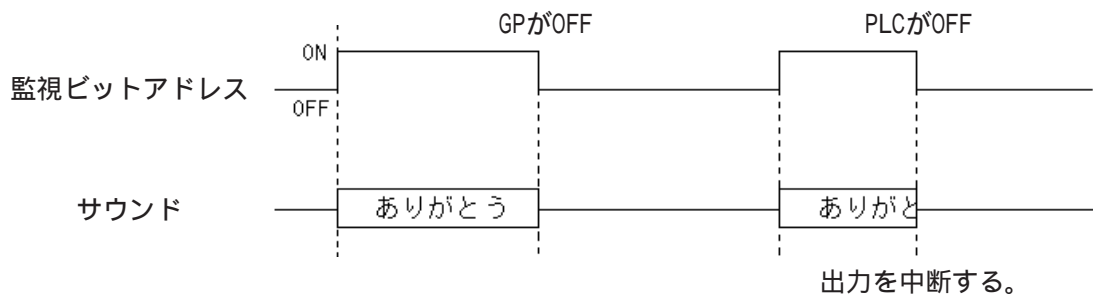 GPがOFF
PLCがOFF
ON
監視ビットアドレス
OFF
サウンド
ありがとう
ありがと
出力を中断する。